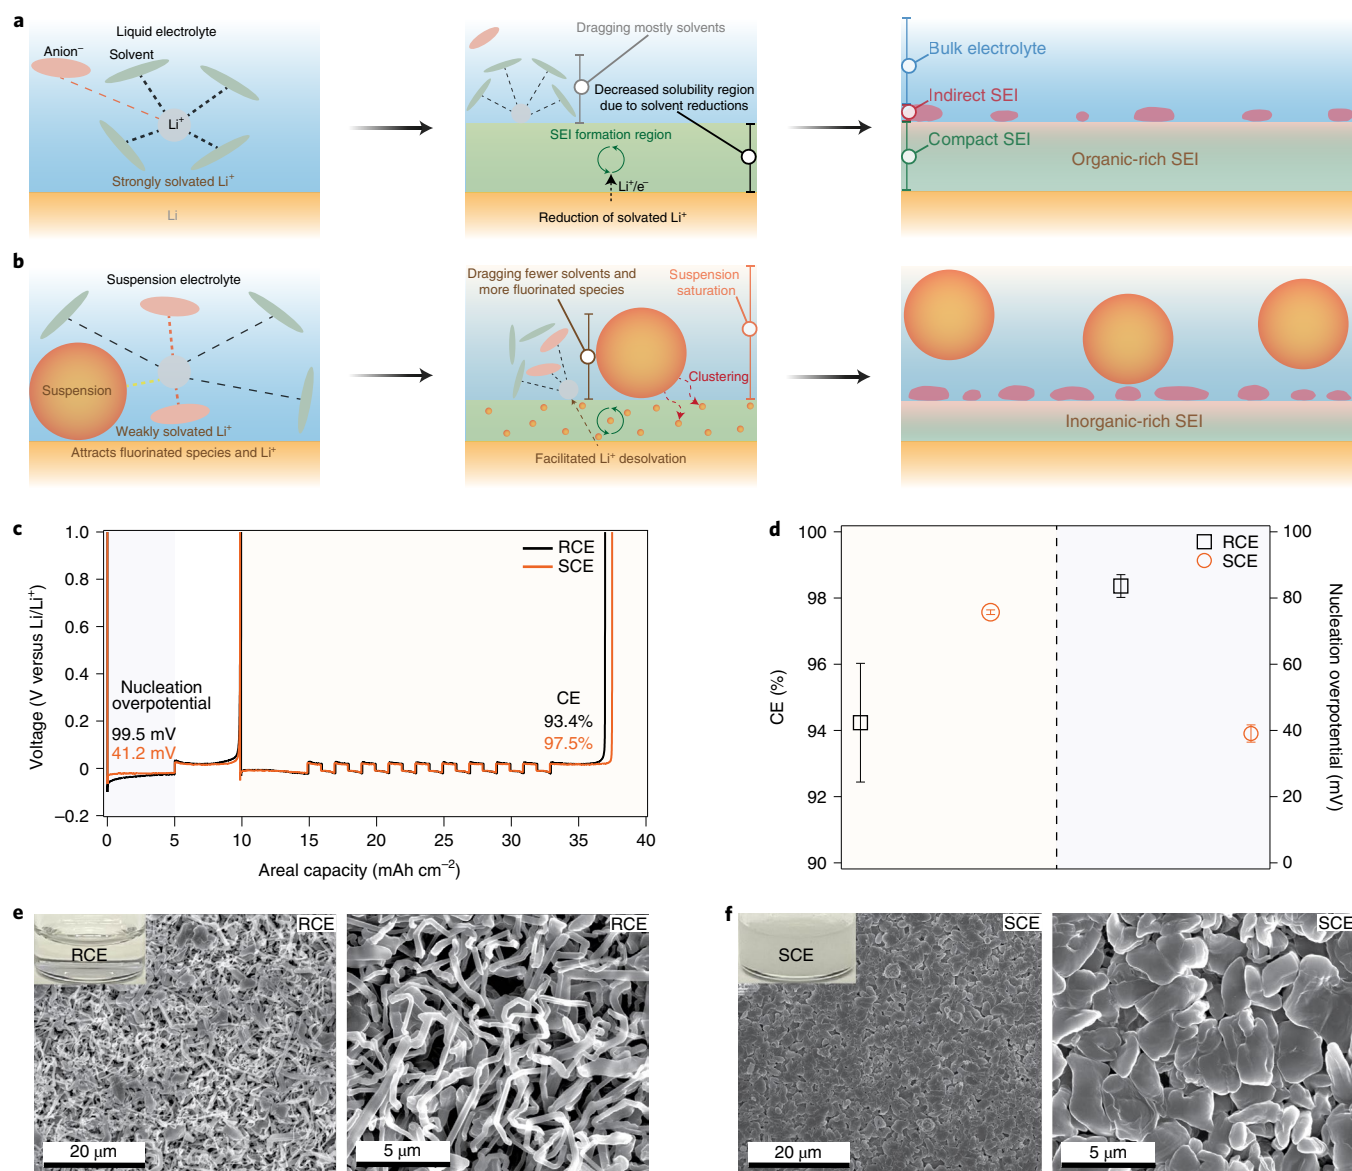 a
Liquid electrolyte
Anion⁻
Solvent
Li⁺
Strongly solvated Li⁺
Li
Dragging mostly solvents
Decreased solubility region
due to solvent reductions
SEI formation region
Li⁺/e⁻
Reduction of solvated Li⁺
Bulk electrolyte
Indirect SEI
Compact SEI
Organic-rich SEI
b
Suspension electrolyte
Suspension
Weakly solvated Li⁺
Attracts fluorinated species and Li⁺
Dragging fewer solvents and
more fluorinated species
Suspension
saturation
Clustering
Facilitated Li⁺ desolvation
Inorganic-rich SEI
c
Voltage (V versus Li/Li⁺)
1.0
0.8
0.6
0.4
0.2
0
–0.2
RCE
SCE
Nucleation
overpotential
99.5 mV
41.2 mV
CE
93.4%
97.5%
0 5 10 15 20 25 30 35 40
Areal capacity (mAh cm⁻²)
d
CE (%)
100
98
96
94
92
90
RCE
SCE
100
80
60
40
20
0
Nucleation overpotential (mV)
e
RCE
RCE
20 μm
RCE
5 μm
f
SCE
SCE
20 μm
SCE
5 μm